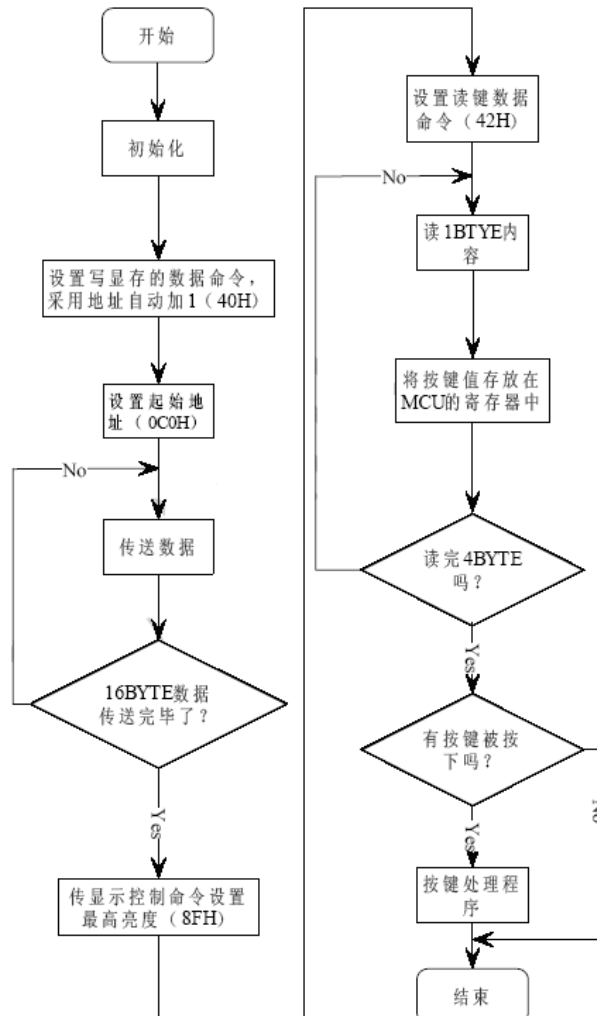 开始
初始化
设置写显存的数据命令，
采用地址自动加1（40H）
设置起始地
址（0C0H）
No
传送数据
16BYTE数据
传送完毕了？
Yes
传显示控制命令设置
最高亮度（8FH）
设置读键数据
命令（42H）
No
读1BTYE内
容
将按键值存放在
MCU的寄存器中
读完4BYTE
吗？
Yes
有按键被按
下吗？
No
Yes
按键处理程
序
结束